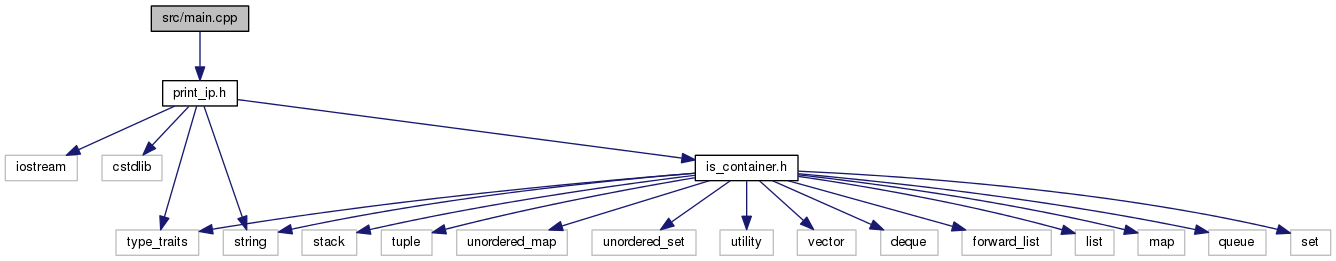 src/main.cpp
print_ip.h
iostream
cstdlib
is_container.h
type_traits
string
stack
tuple
unordered_map
unordered_set
utility
vector
deque
forward_list
list
map
queue
set